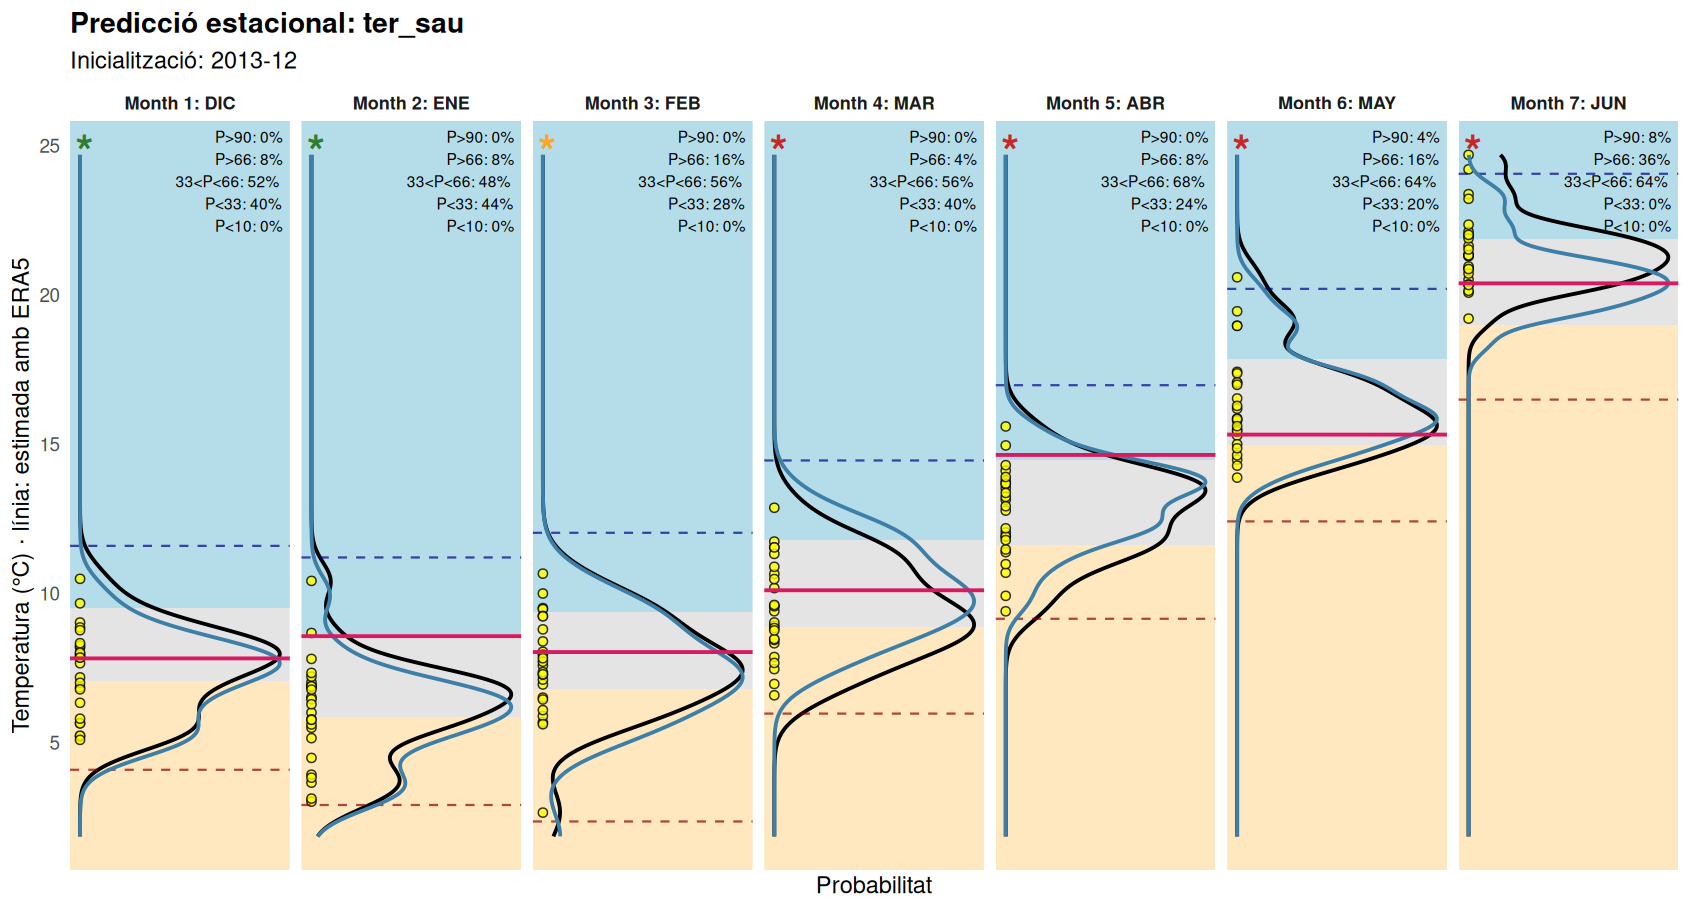 Predicció estacional: ter_sau
Inicialització: 2013-12
Month 1: DIC
Month 2: ENE
Month 3: FEB
Month 4: MAR
Month 5: ABR
Month 6: MAY
Month 7: JUN
*
P>90: 0%
P>66: 8%
33<P<66: 52%
P<33: 40%
P<10: 0%
*
P>90: 0%
P>66: 8%
33<P<66: 48%
P<33: 44%
P<10: 0%
*
P>90: 0%
P>66: 16%
33<P<66: 56%
P<33: 28%
P<10: 0%
*
P>90: 0%
P>66: 4%
33<P<66: 56%
P<33: 40%
P<10: 0%
*
P>90: 0%
P>66: 8%
33<P<66: 68%
P<33: 24%
P<10: 0%
*
P>90: 4%
P>66: 16%
33<P<66: 64%
P<33: 20%
P<10: 0%
*
P>90: 8%
P>66: 36%
33<P<66: 64%
P<33: 0%
P<10: 0%
25
20
15
10
5
Temperatura (°C) · línia: estimada amb ERA5
Probabilitat